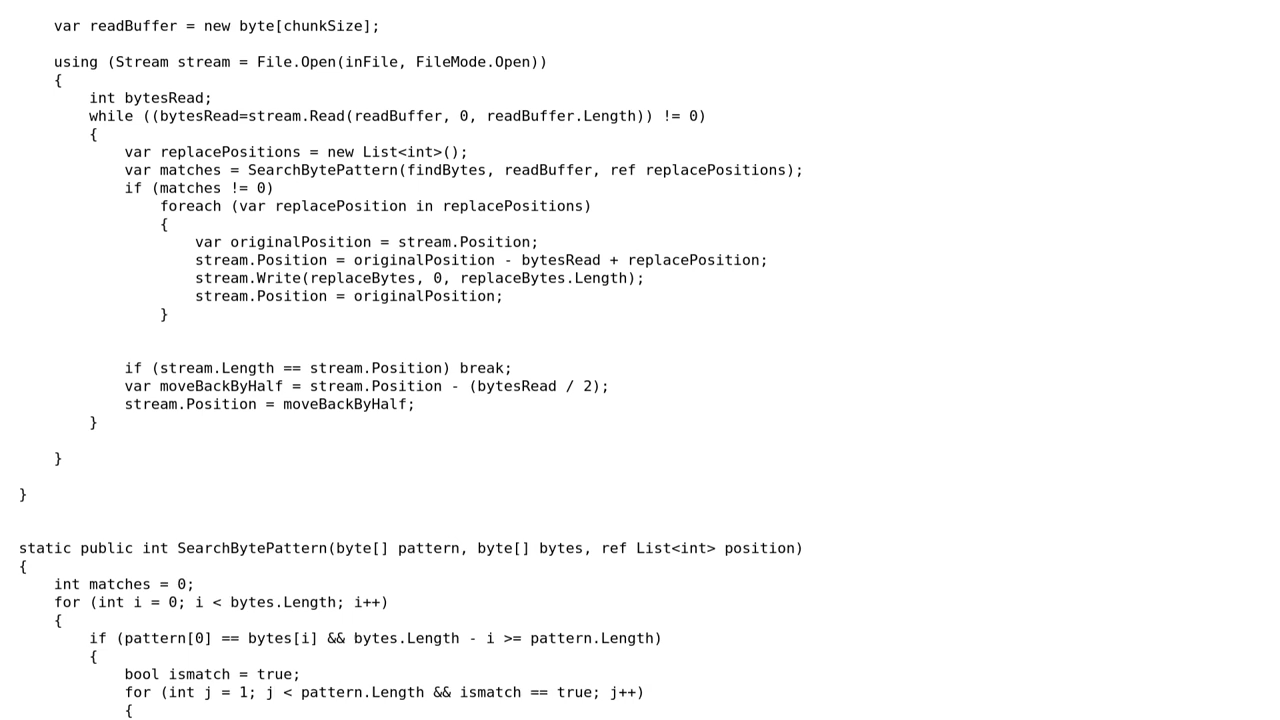 var readBuffer = new byte[chunkSize];

    using (Stream stream = File.Open(inFile, FileMode.Open))
    {
        int bytesRead;
        while ((bytesRead=stream.Read(readBuffer, 0, readBuffer.Length)) != 0)
        {
            var replacePositions = new List<int>();
            var matches = SearchBytePattern(findBytes, readBuffer, ref replacePositions);
            if (matches != 0)
                foreach (var replacePosition in replacePositions)
                {
                    var originalPosition = stream.Position;
                    stream.Position = originalPosition - bytesRead + replacePosition;
                    stream.Write(replaceBytes, 0, replaceBytes.Length);
                    stream.Position = originalPosition;
                }


            if (stream.Length == stream.Position) break;
            var moveBackByHalf = stream.Position - (bytesRead / 2);
            stream.Position = moveBackByHalf;
        }

    }

}


static public int SearchBytePattern(byte[] pattern, byte[] bytes, ref List<int> position)
{
    int matches = 0;
    for (int i = 0; i < bytes.Length; i++)
    {
        if (pattern[0] == bytes[i] && bytes.Length - i >= pattern.Length)
        {
            bool ismatch = true;
            for (int j = 1; j < pattern.Length && ismatch == true; j++)
            {